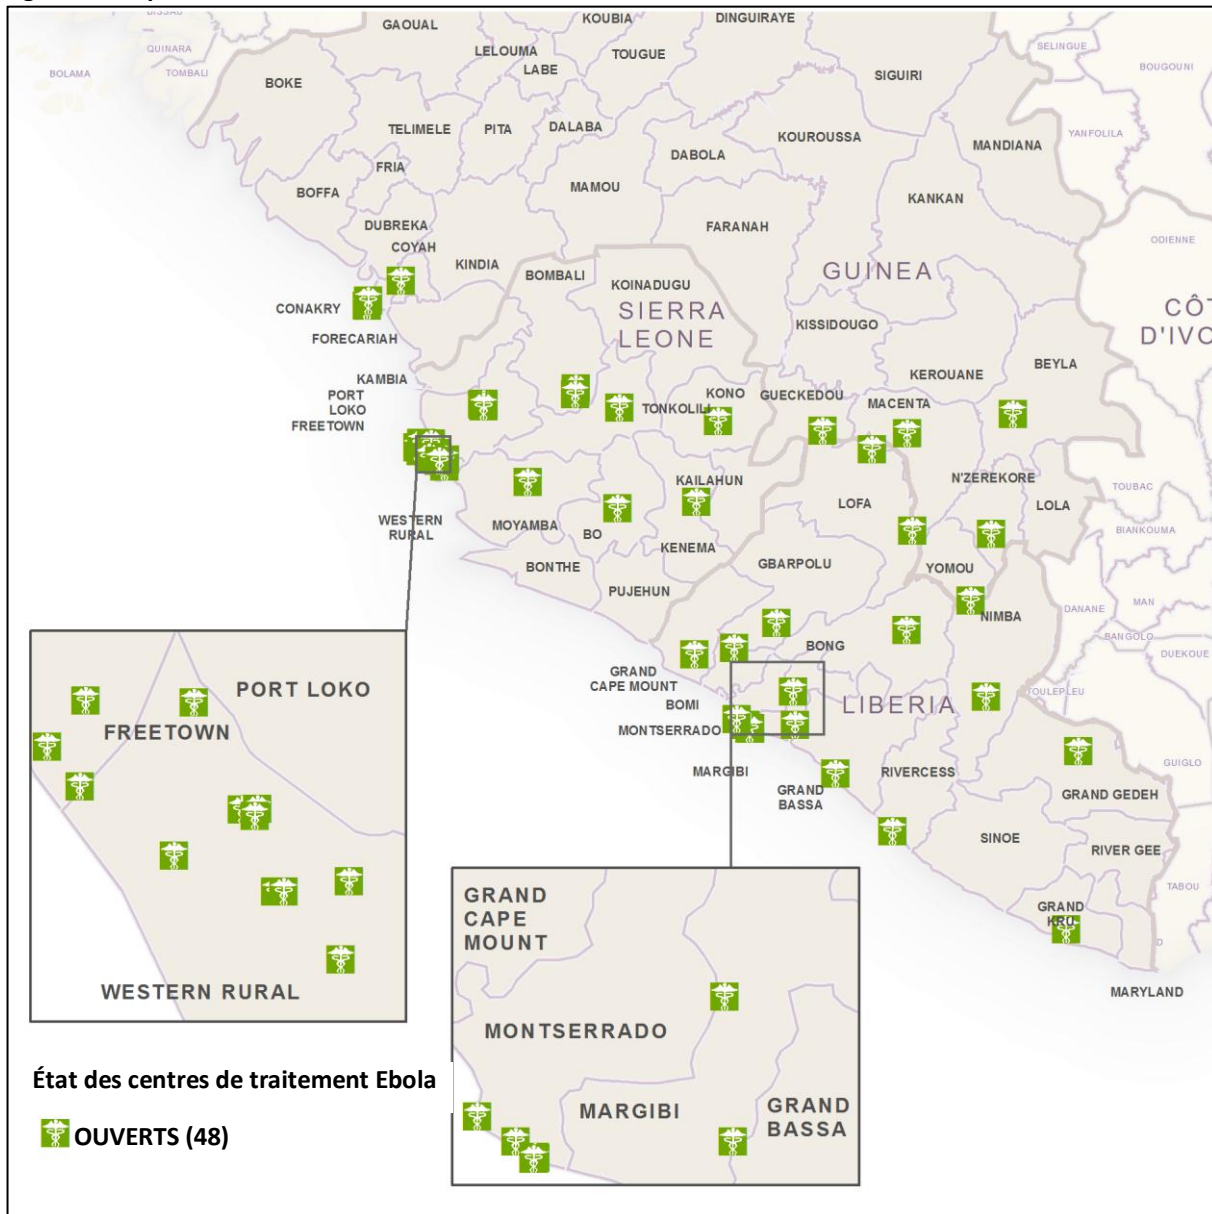 BISSAU
QUINARA
BOLAMA
TOMBALI
GAOUAL
KOUBIA
DINGUIRAYE
LELOUMA
LABE
TOUGUE
SIGUIRI
SELINGUE
BOUGOUNI
BOKE
TELIMELE
PITA
DALABA
DABOLA
KOUROUSSA
MANDIANA
YANFOLILA
FRIA
BOFFA
MAMOU
KANKAN
DUBREKA
COYAH
FARANAH
ODIENNE
KINDIA
BOMBALI
KOINADUGU
GUINEA
CONAKRY
SIERRA
LEONE
KISSIDOUGO
CÔT
D'IVO
FORECARIAH
KEROUANE
BEYLA
KAMBIA
PORT
LOKO
FREETOWN
KONO
TONKOLILI
GUECKEDOU
MACENTA
KAILAHUN
N'ZEREKORE
LOLA
TOUBAC
LOFA
WESTERN
RURAL
MOYAMBA
BO
KENEMA
BIANKOUMA
BONTHE
GBARPOLU
YOMOU
PUJEHUN
NIMBA
DANANE
MAN
BANGOLO
DUEKOUE
BONG
GRAND
CAPE MOUNT
BOMI
LIBERIA
TOULEPLEU
MONTSERRADO
MARGIBI
GRAND
BASSA
RIVERCESS
GUIGLO
GRAND GEDEH
SINOE
RIVER GEE
TABOU
GRAND
KRU
MARYLAND
PORT LOKO
FREETOWN
WESTERN RURAL
GRAND
CAPE
MOUNT
MONTSERRADO
MARGIBI
GRAND
BASSA
État des centres de traitement Ebola
OUVERTS (48)